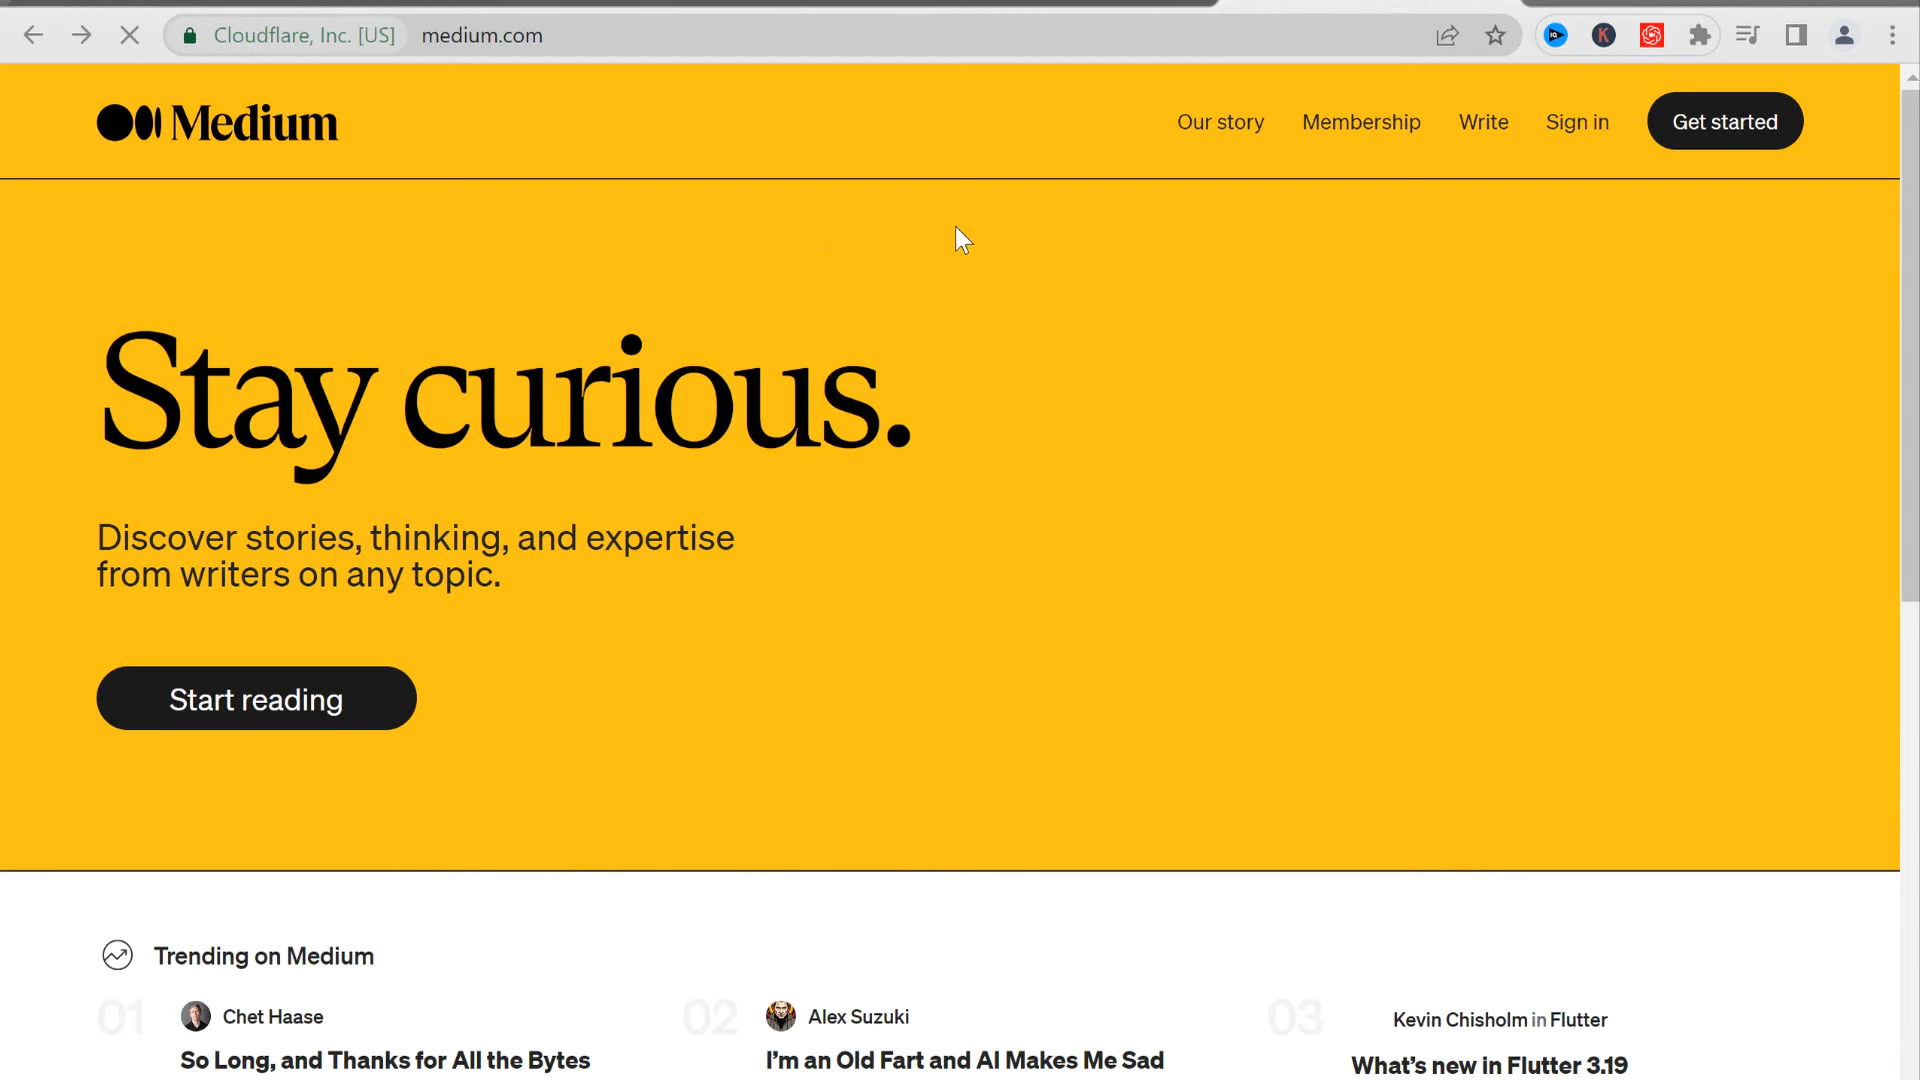 Cloudflare, Inc. [US] medium.com
Medium
Our story Membership Write Sign in Get started
Stay curious.
Discover stories, thinking, and expertise
from writers on any topic.
Start reading
Trending on Medium
01 Chet Haase
So Long, and Thanks for All the Bytes
02 Alex Suzuki
I'm an Old Fart and AI Makes Me Sad
03 Kevin Chisholm in Flutter
What's new in Flutter 3.19